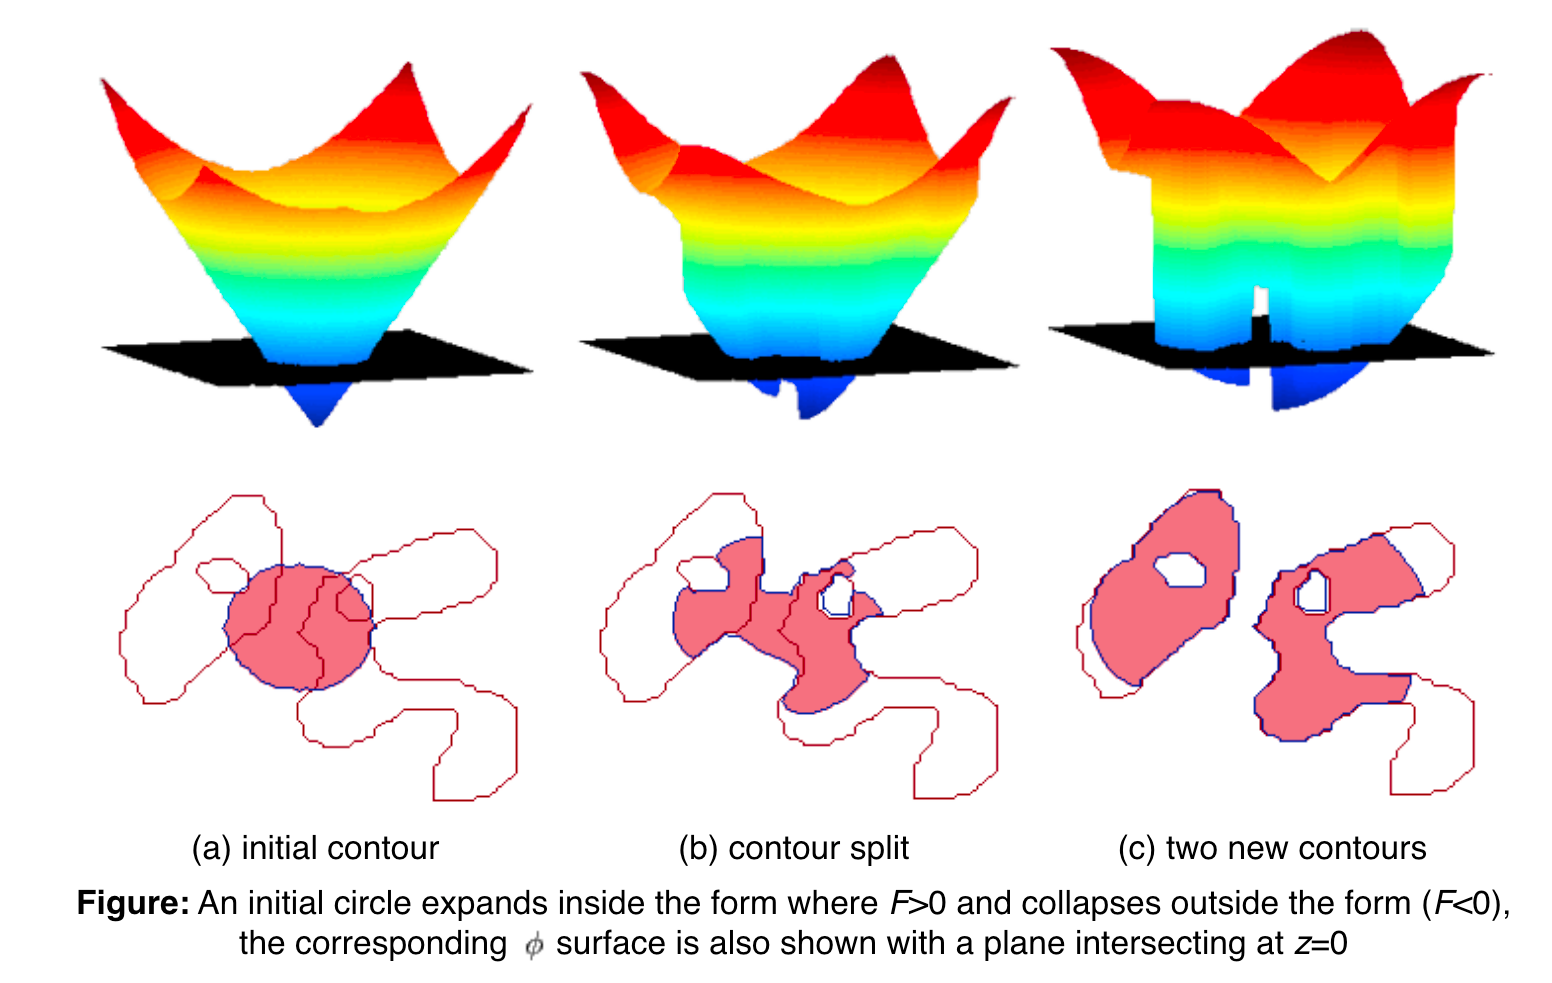 (a) initial contour (b) contour split (c) two new contours
Figure: An initial circle expands inside the form where F>0 and collapses outside the form (F<0),
the corresponding ϕ surface is also shown with a plane intersecting at z=0